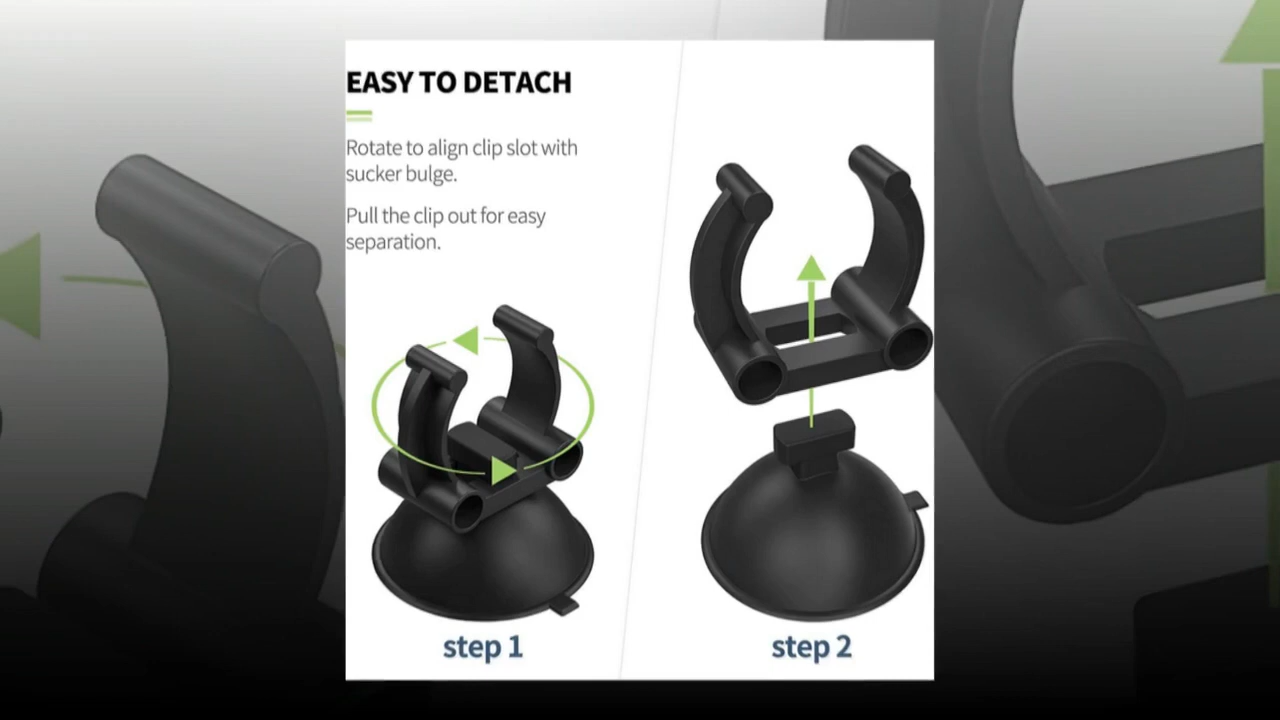 EASY TO DETACH
Rotate to align clip slot with
sucker bulge.
Pull the clip out for easy
separation.
step 1
step 2